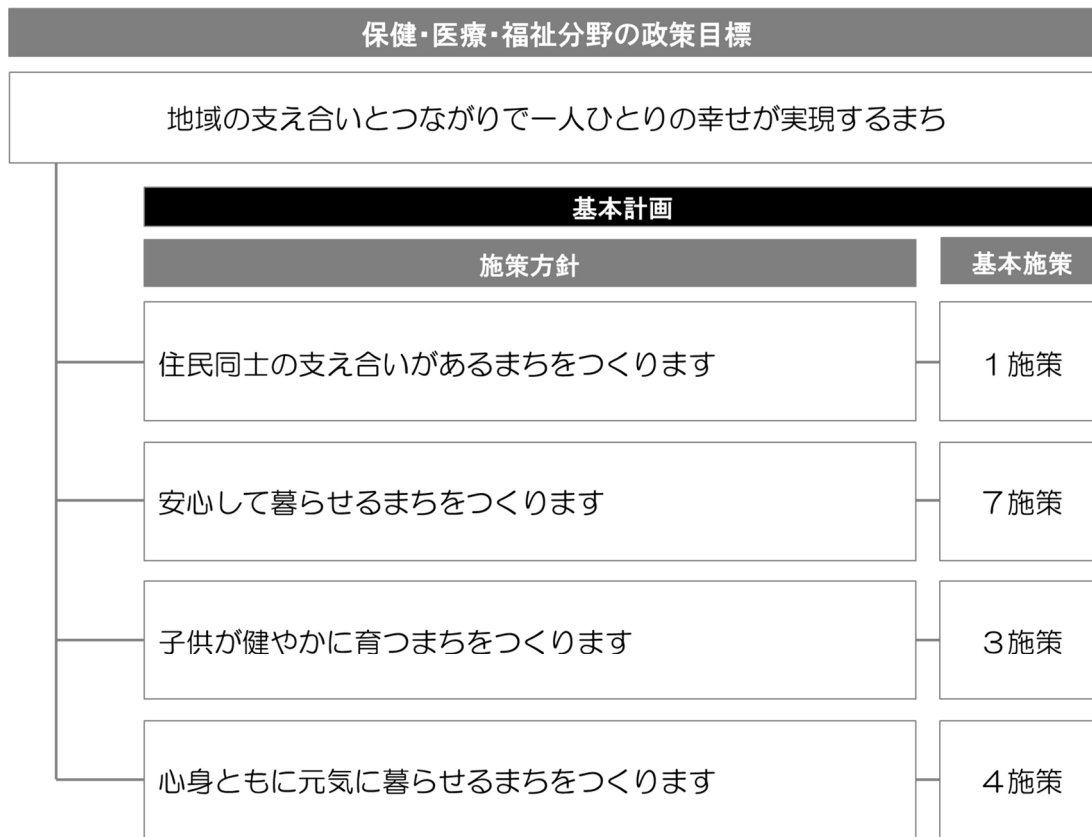 保健・医療・福祉分野の政策目標
地域の支え合いとつながりで一人ひとりの幸せが実現するまち
基本計画
施策方針
基本施策
住民同士の支え合いがあるまちをつくります
1施策
安心して暮らせるまちをつくります
7施策
子供が健やかに育つまちをつくります
3施策
心身ともに元気に暮らせるまちをつくります
4施策